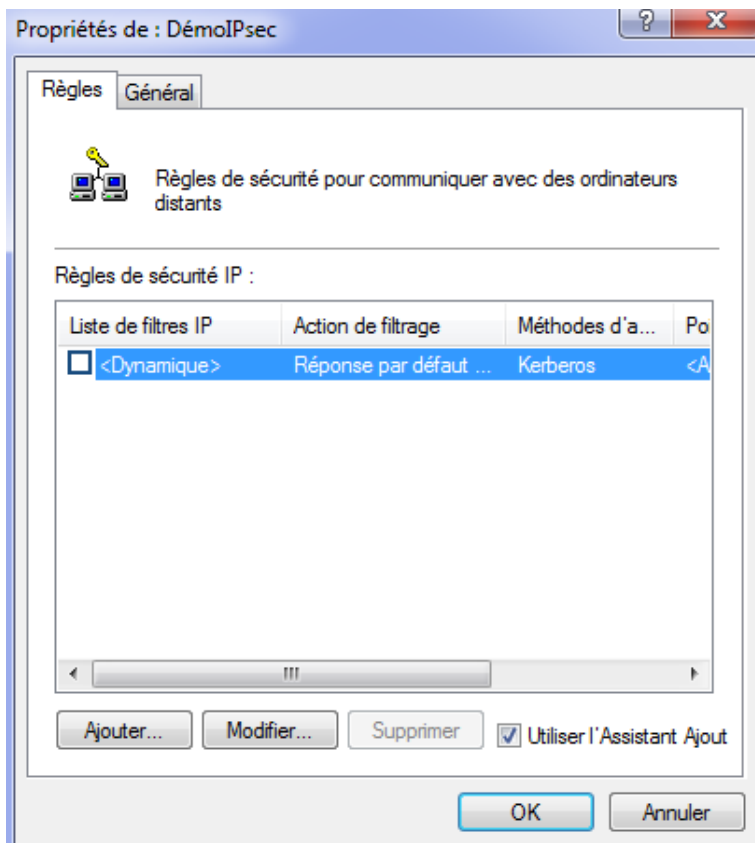 Propriétés de : DémoIPsec
Règles Général
Règles de sécurité pour communiquer avec des ordinateurs
distants
Règles de sécurité IP :
Liste de filtres IP Action de filtrage Méthodes d'a... Poi
<Dynamique> Réponse par défaut ... Kerberos <A
Ajouter... Modifier... Supprimer Utiliser l'Assistant Ajout
OK Annuler